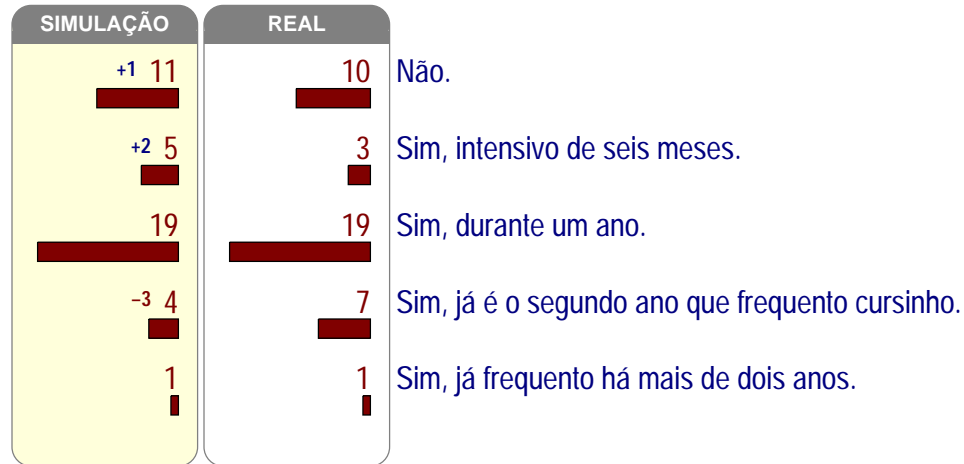 SIMULAÇÃO REAL
+1 11 10 Não.
+2 5 3 Sim, intensivo de seis meses.
19 19 Sim, durante um ano.
−3 4 7 Sim, já é o segundo ano que frequento cursinho.
1 1 Sim, já frequento há mais de dois anos.